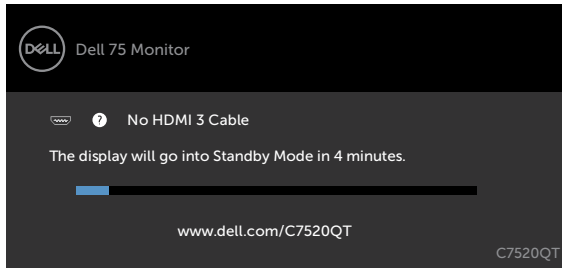 DELL
Dell 75 Monitor
? No HDMI 3 Cable
The display will go into Standby Mode in 4 minutes.
www.dell.com/C7520QT
C7520QT